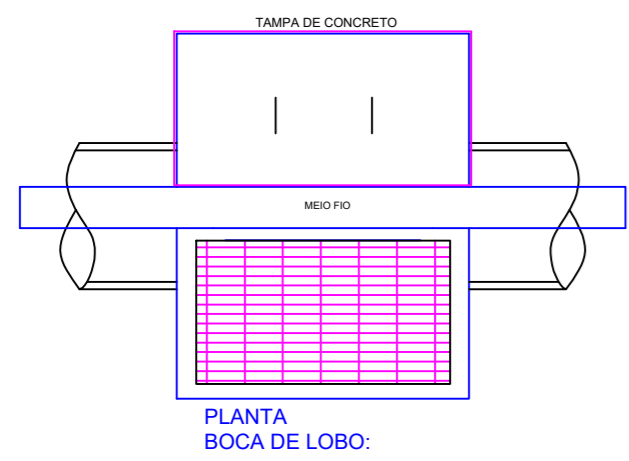 TAMPA DE CONCRETO
MEIO FIO
PLANTA
BOCA DE LOBO: